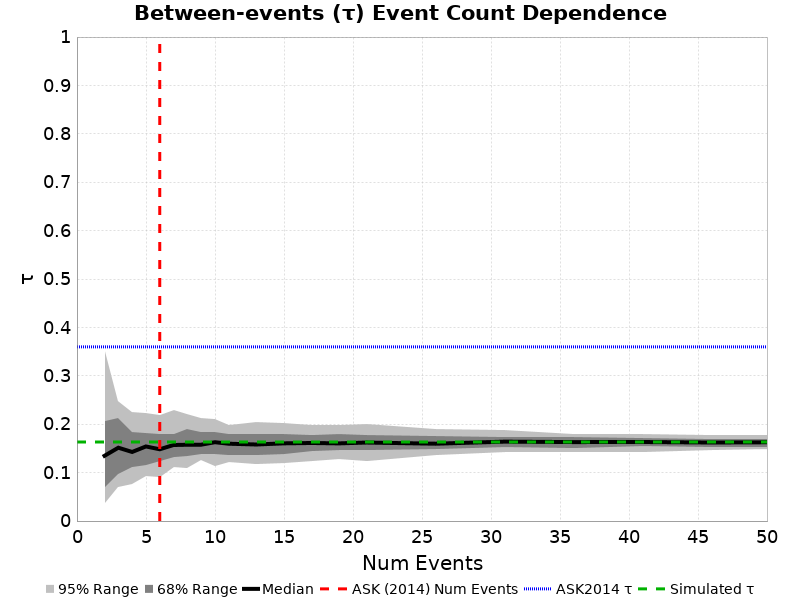 Between-events (τ) Event Count Dependence
1
0.9
0.8
0.7
0.6
0.5
0.4
0.3
0.2
0.1
0
τ
0 5 10 15 20 25 30 35 40 45 50
Num Events
95% Range 68% Range Median ASK (2014) Num Events ASK2014 τ Simulated τ